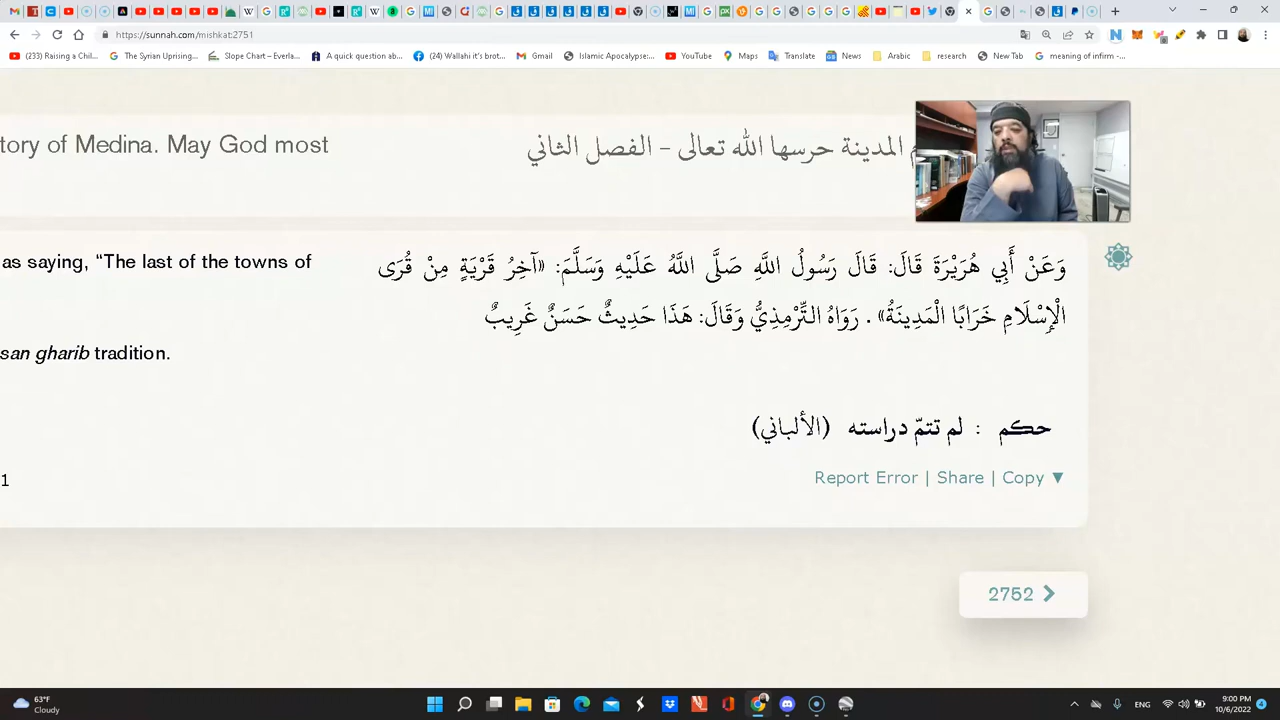 https://sunnah.com/mishkat:2751
(233) Raising a Chil...
The Syrian Uprising...
Slope Chart – Everla...
A quick question ab...
(24) Wallahi it's brot...
Gmail
Islamic Apocalypse:...
YouTube
Maps
Translate
News
Arabic
research
New Tab
meaning of infirm -...
tory of Medina. May God most
المدينة حرسها الله تعالى - الفصل الثاني
as saying, “The last of the towns of
وَعَنْ أَبِي هُرَيْرَةَ قَالَ: قَالَ رَسُولُ اللَّهِ صَلَّى اللَّهُ عَلَيْهِ وَسَلَّمَ: «آخِرُ قَرْيَةٍ مِنْ قُرَى
الْإِسْلَامِ خَرَابًا الْمَدِينَةُ» . رَوَاهُ التِّرْمِذِيُّ وَقَالَ: هَذَا حَدِيثٌ حَسَنٌ غَرِيبٌ
san gharib tradition.
حكم : لم تتمّ دراسته (الألباني)
1
Report Error | Share | Copy ▼
2752
63°F
Cloudy
ENG
9:00 PM
10/6/2022